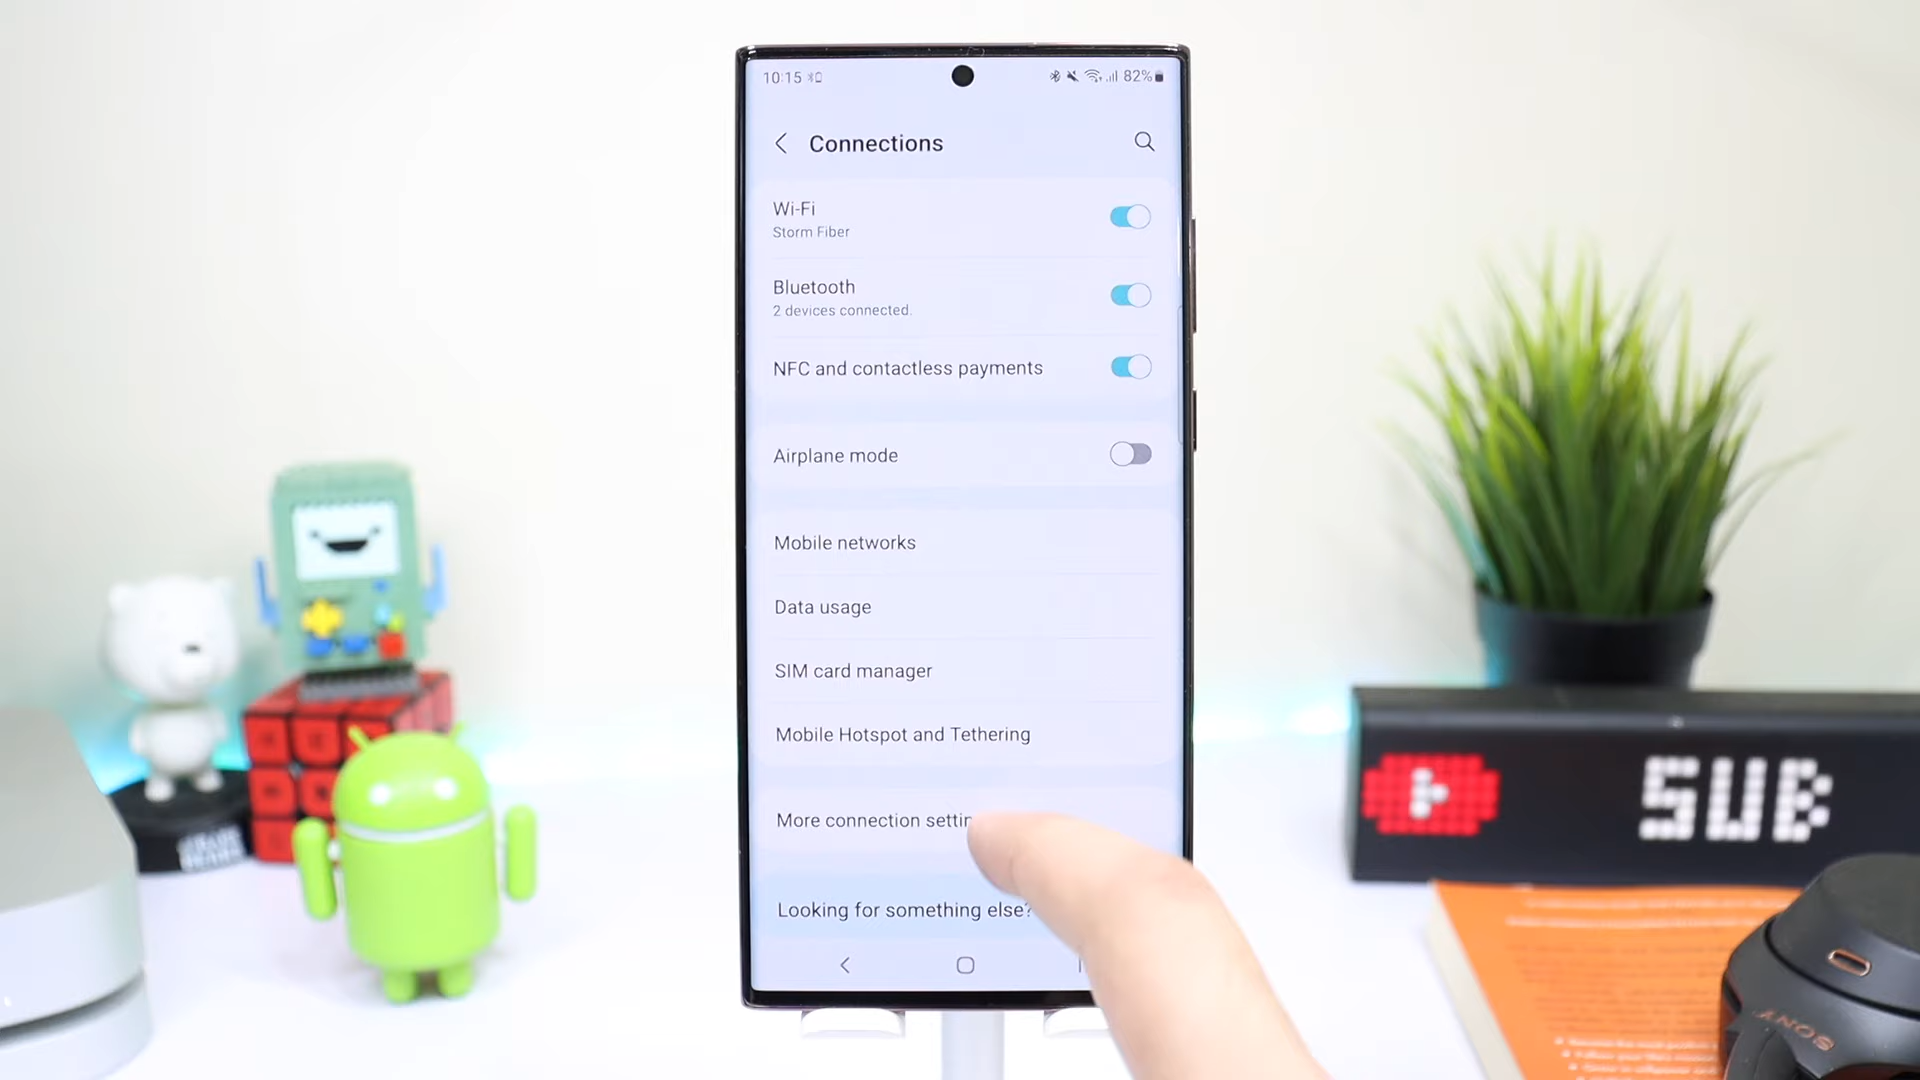 10:15
82%
Connections
Wi-Fi
Storm Fiber
Bluetooth
2 devices connected.
NFC and contactless payments
Airplane mode
Mobile networks
Data usage
SIM card manager
Mobile Hotspot and Tethering
More connection settin
Looking for something else?
SUB
SONY